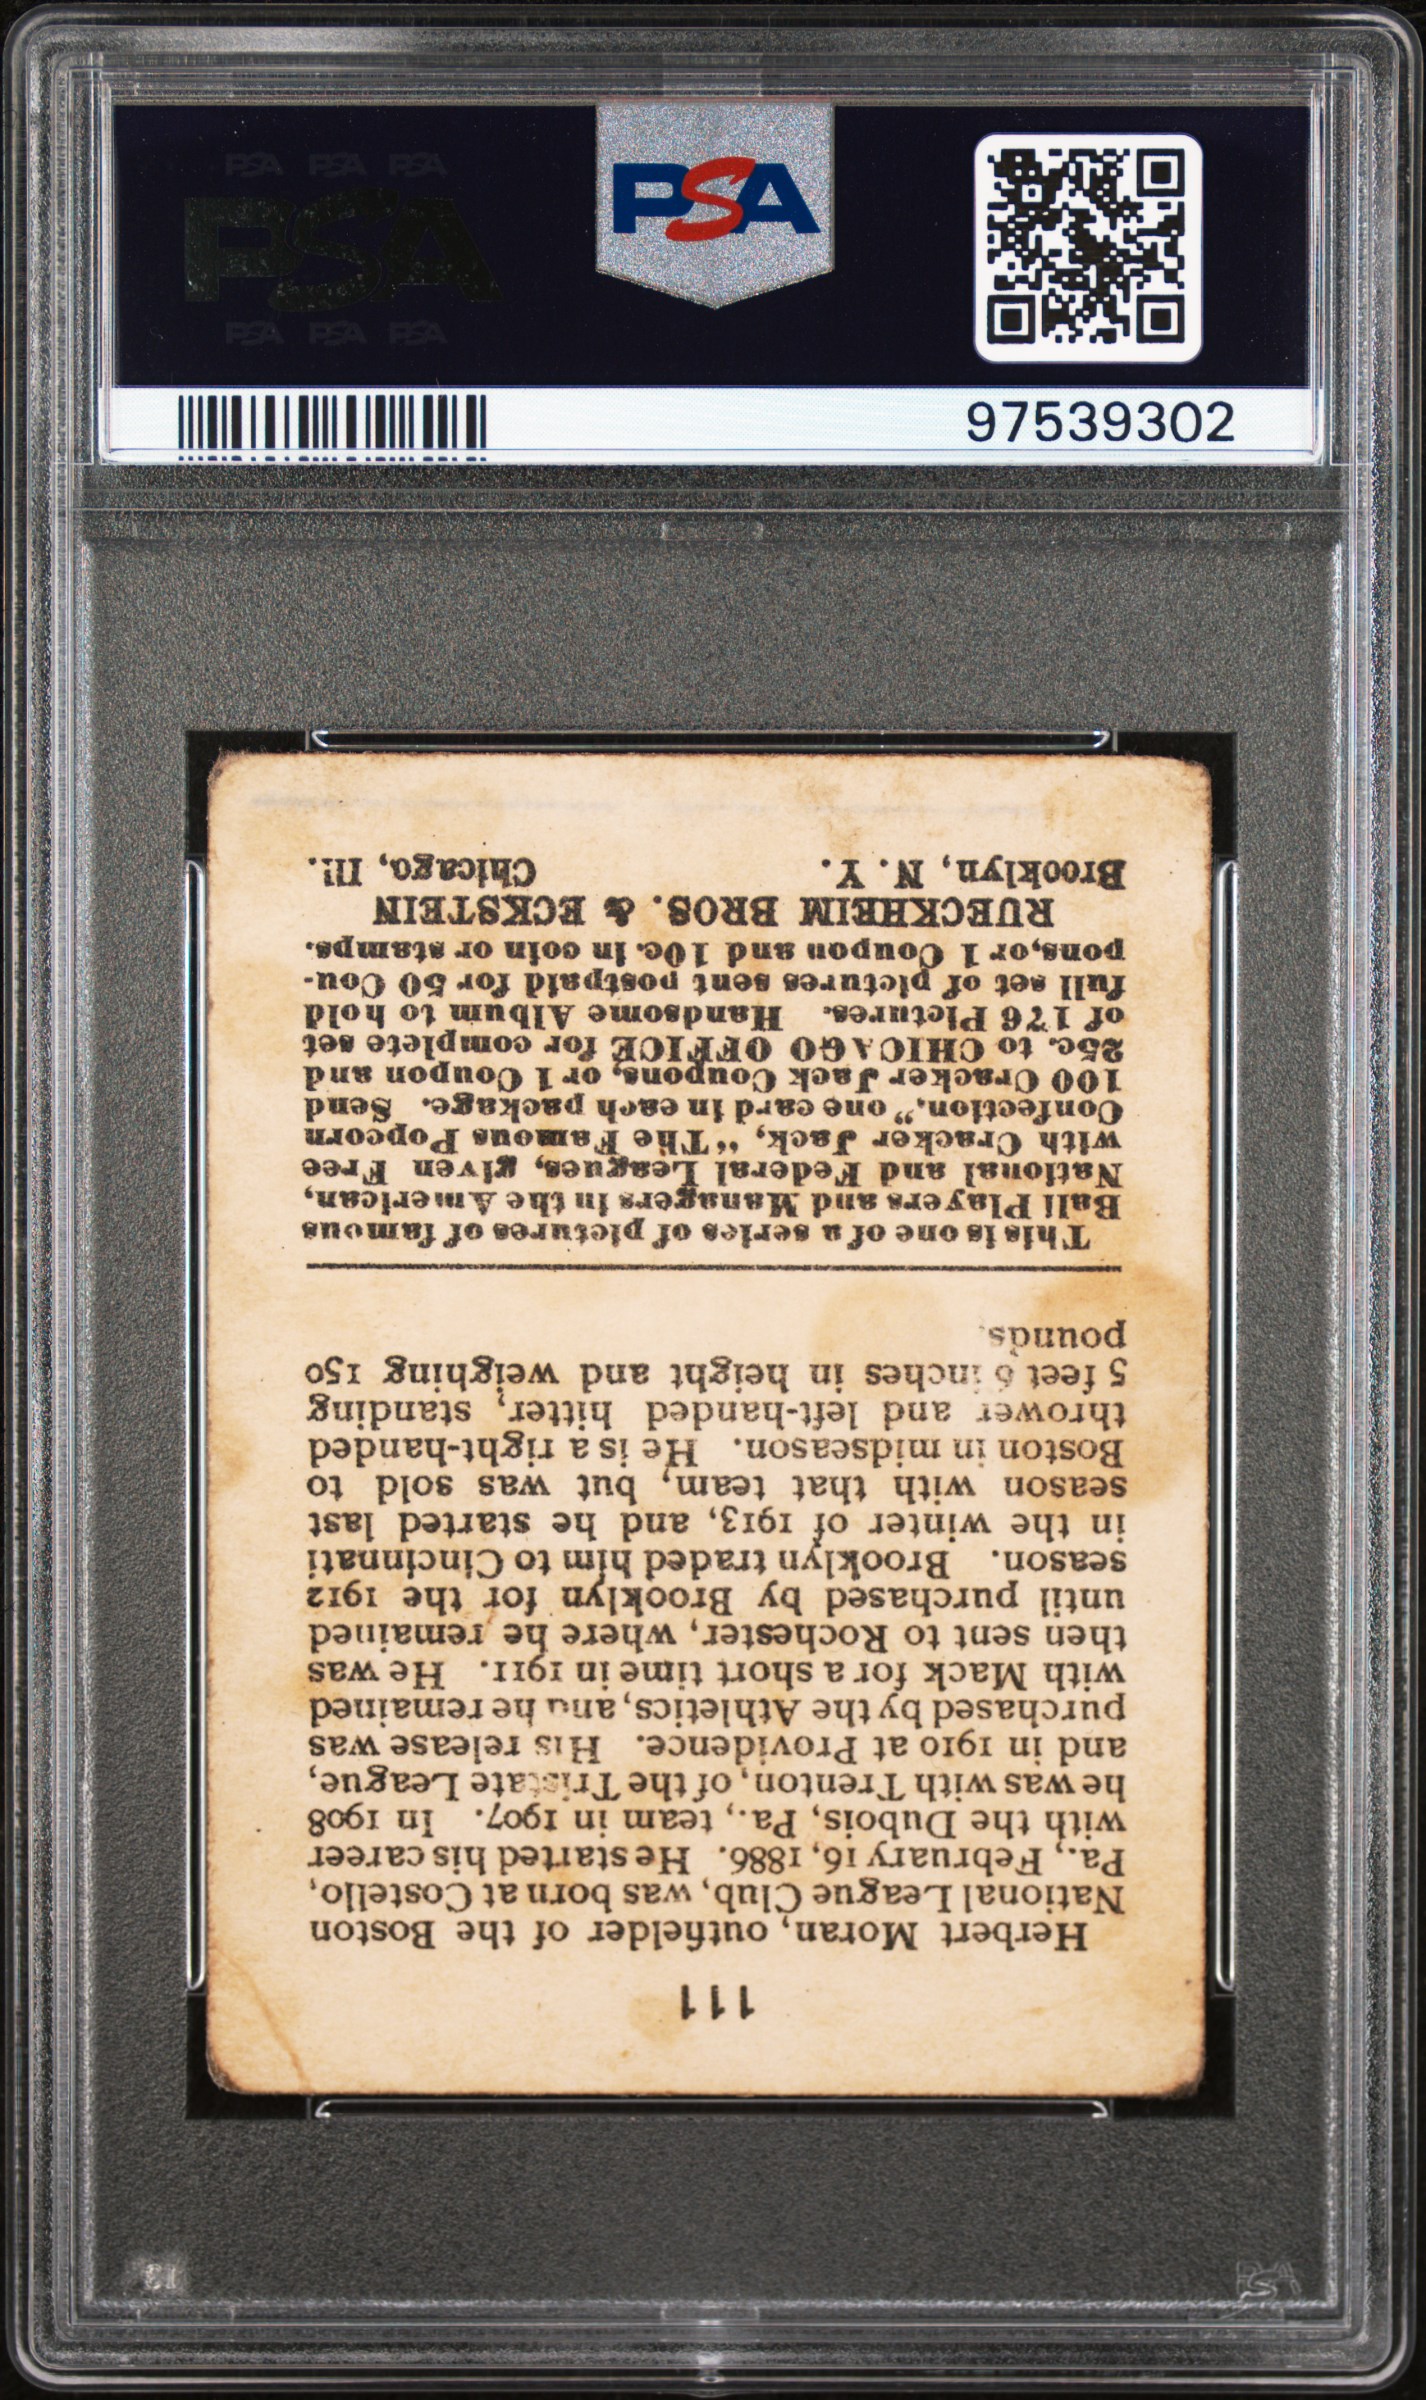 PSA PSA PSA
PSA
PSA PSA PSA
PSA
97539302
111
Herbert Moran, outfielder of the Boston
National League Club, was born at Costello,
Pa., February 16, 1886. He started his career
with the Dubois, Pa., team in 1907. In 1908
he was with Trenton, of the Tristate League,
and in 1910 at Providence. His release was
purchased by the Athletics, and he remained
with Mack for a short time in 1911. He was
then sent to Rochester, where he remained
until purchased by Brooklyn for the 1912
season. Brooklyn traded him to Cincinnati
in the winter of 1913, and he started last
season with that team, but was sold to
Boston in midseason. He is a right-handed
thrower and left-handed hitter, standing
5 feet 6 inches in height and weighing 150
pounds.
This is one of a series of pictures of famous
Ball Players and Managers in the American,
National and Federal Leagues, given Free
with Cracker Jack, "The Famous Popcorn
Confection," one card in each package. Send
100 Cracker Jack Coupons, or 1 Coupon and
25c. to CHICAGO OFFICE for complete set
of 176 Pictures. Handsome Album to hold
full set of pictures sent postpaid for 50 Cou-
pons, or 1 Coupon and 10c. in coin or stamps.
RUECKHEIM BROS. & ECKSTEIN
Brooklyn, N. Y. Chicago, Ill.
PSA